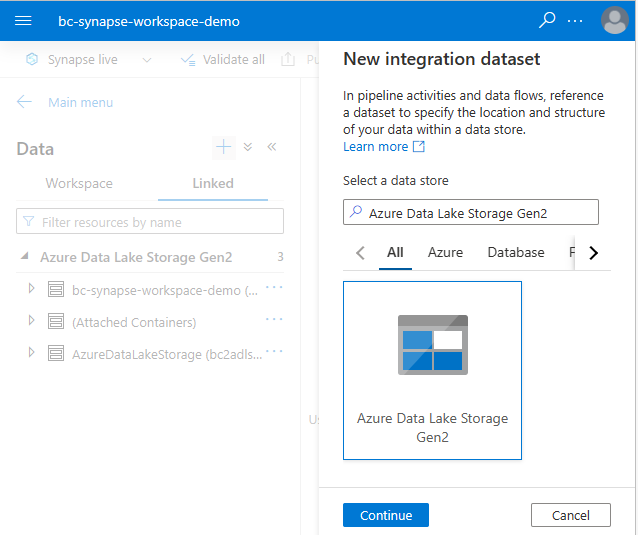 bc-synapse-workspace-demo
Synapse live
Validate all
Pu
Main menu
Data
Workspace
Linked
Filter resources by name
Azure Data Lake Storage Gen2
3
bc-synapse-workspace-demo (...
(Attached Containers)
AzureDataLakeStorage (bc2adls...
Us
New integration dataset
In pipeline activities and data flows, reference
a dataset to specify the location and structure
of your data within a data store.
Learn more
Select a data store
Azure Data Lake Storage Gen2
All
Azure
Database
F
Azure Data Lake Storage
Gen2
Continue
Cancel